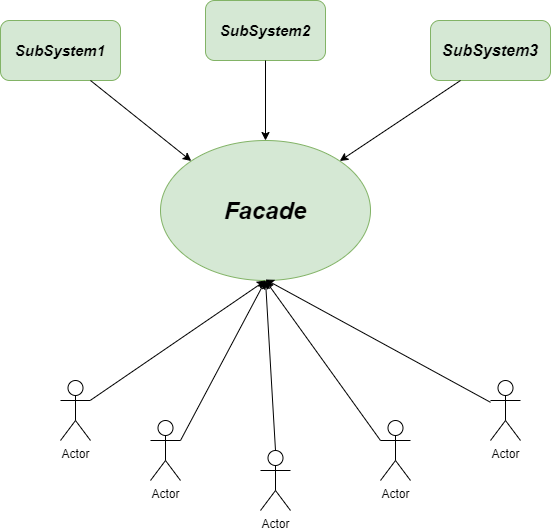 SubSystem1
SubSystem2
SubSystem3
Facade
Actor
Actor
Actor
Actor
Actor